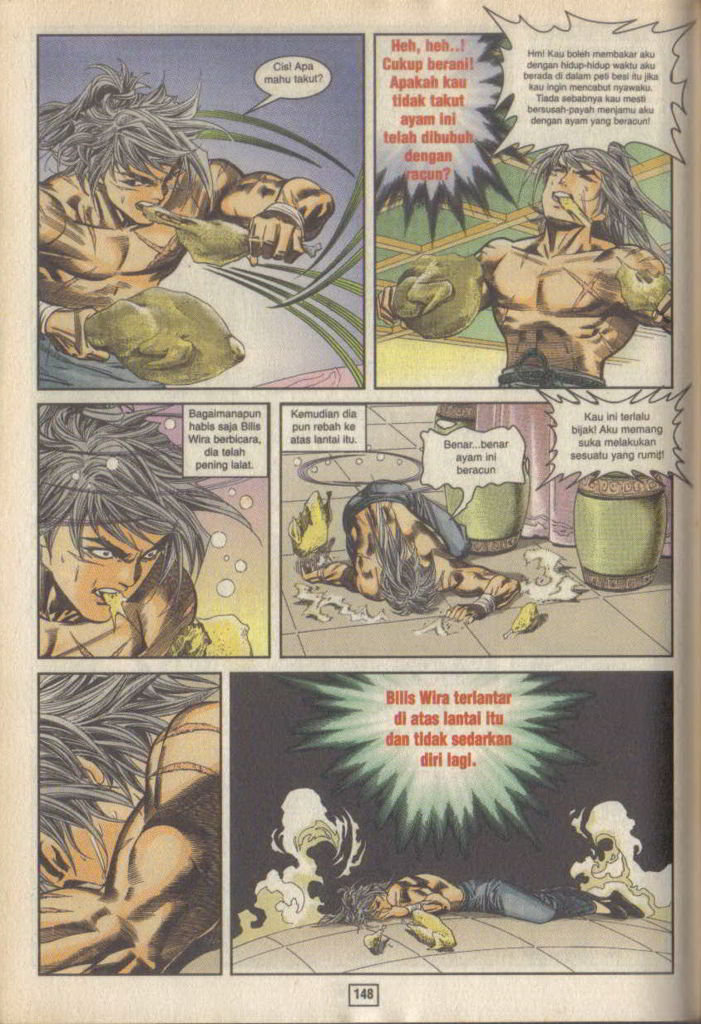 Cis! Apa
mahu takut?
Heh, heh..!
Cukup berani!
Apakah kau
tidak takut
ayam ini
telah dibubuh
dengan
racun?
Hm! Kau boleh membakar aku
dengan hidup-hidup waktu aku
berada di dalam peti besi itu jika
kau ingin mencabut nyawaku.
Tiada sebabnya kau mesti
bersusah-payah menjamu aku
dengan ayam yang beracun!
Bagaimanapun
habis saja Bills
Wira berbicara,
dia telah
pening lalat.
Kemudian dia
pun rebah ke
atas lantai itu.
Benar...benar
ayam ini
beracun
Kau ini terlalu
bijak! Aku memang
suka melakukan
sesuatu yang rumit!
Bills Wira terlantar
di atas lantai itu
dan tidak sedarkan
diri lagi.
148